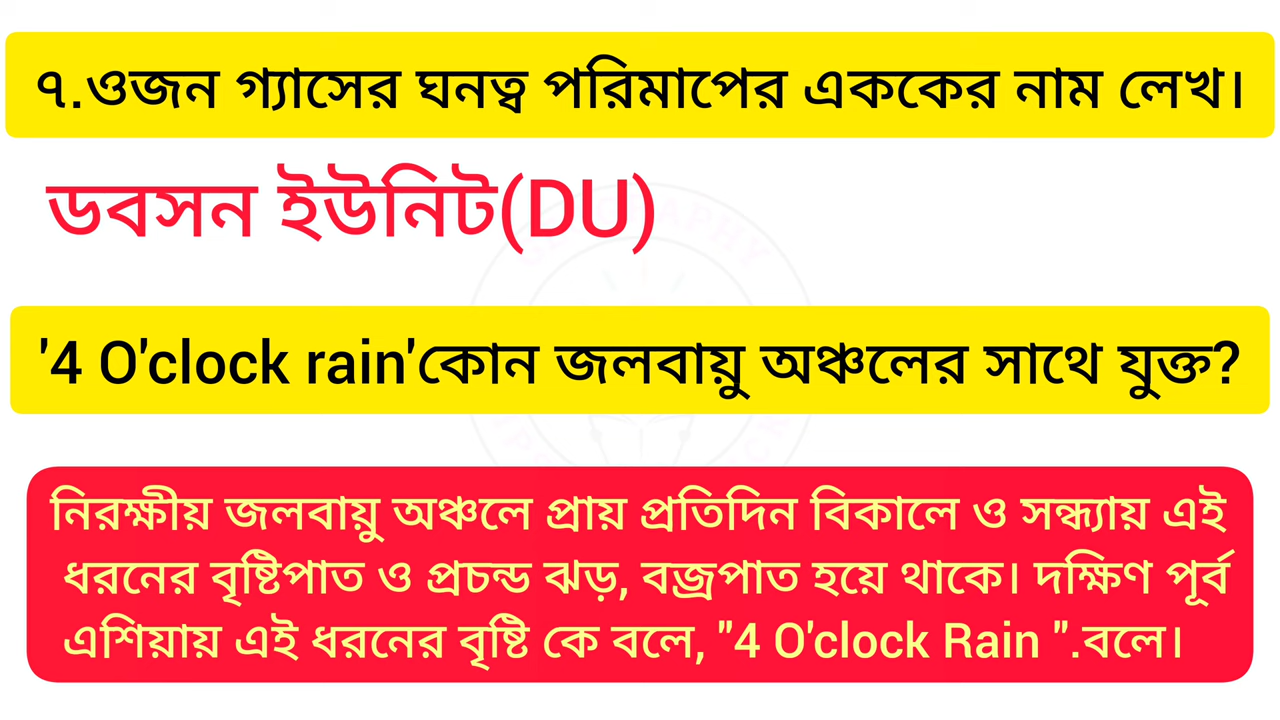 ৭.ওজন গ্যাসের ঘনত্ব পরিমাপের এককের নাম লেখ।
ডবসন ইউনিট(DU)
'4 O'clock rain'কোন জলবায়ু অঞ্চলের সাথে যুক্ত?
নিরক্ষীয় জলবায়ু অঞ্চলে প্রায় প্রতিদিন বিকালে ও সন্ধ্যায় এই
ধরনের বৃষ্টিপাত ও প্রচন্ড ঝড়, বজ্রপাত হয়ে থাকে। দক্ষিণ পূর্ব
এশিয়ায় এই ধরনের বৃষ্টি কে বলে, "4 O'clock Rain ".বলে।